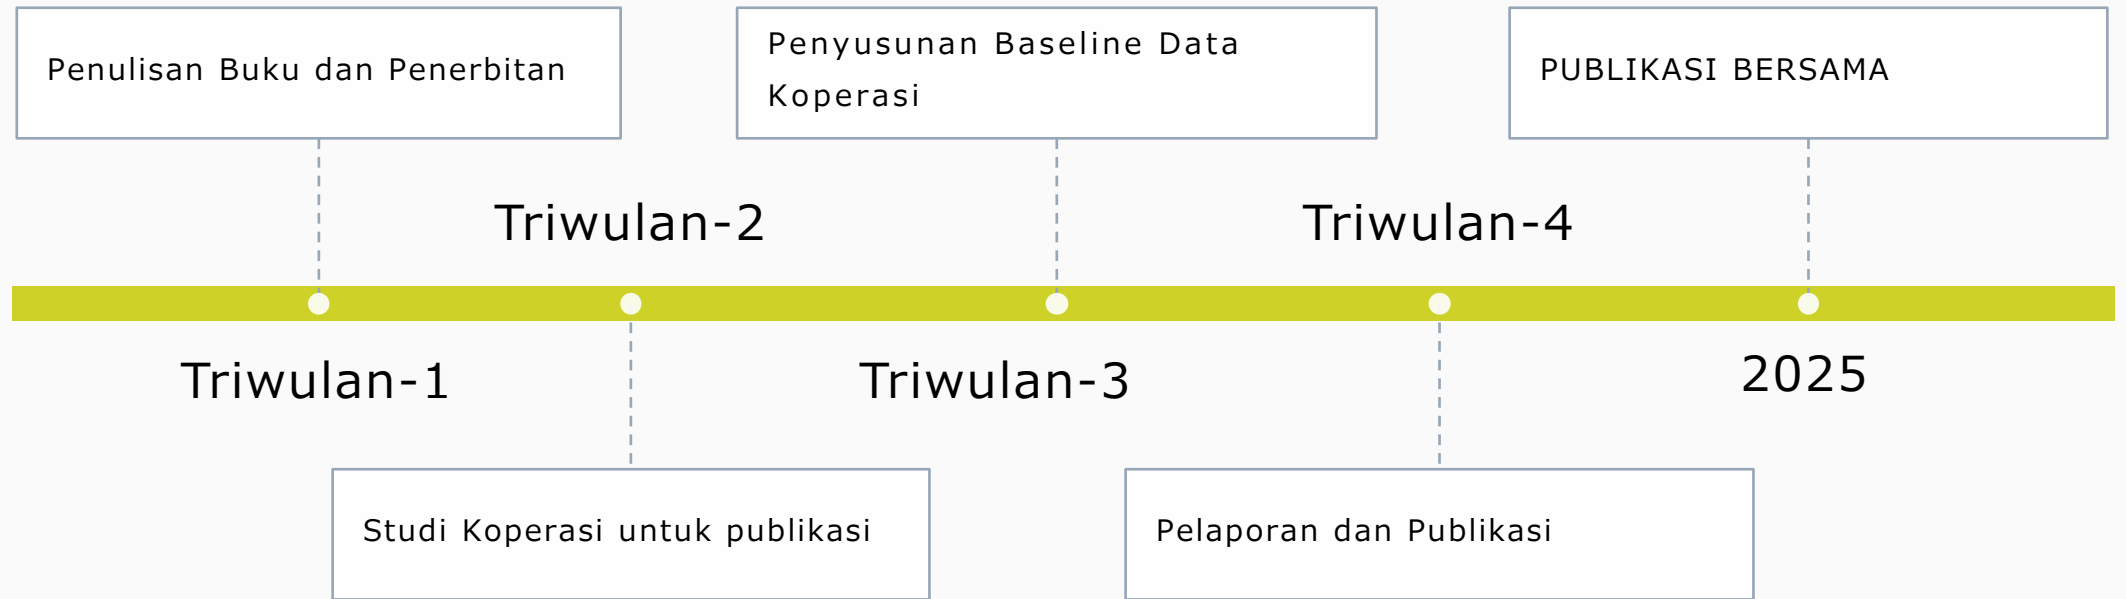 Penulisan Buku dan Penerbitan
Penyusunan Baseline Data
Koperasi
PUBLIKASI BERSAMA
Triwulan-2
Triwulan-4
Triwulan-1
Triwulan-3
2025
Studi Koperasi untuk publikasi
Pelaporan dan Publikasi